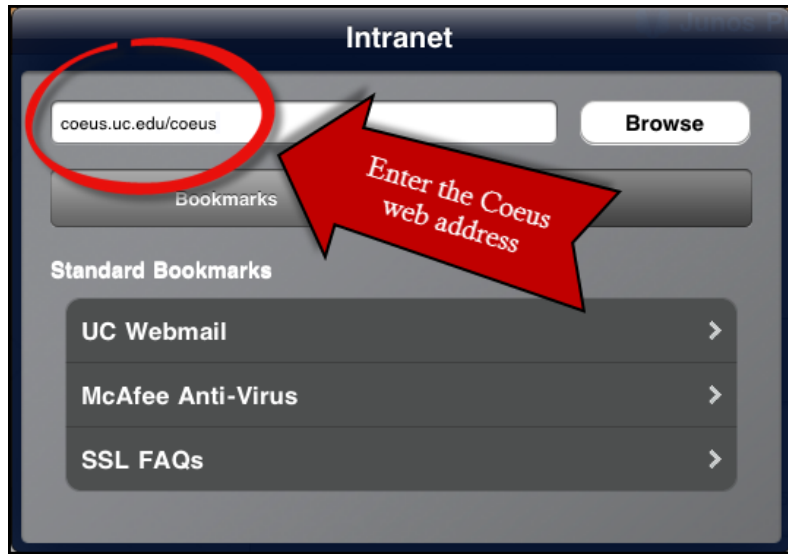 Junos P
Intranet
coeus.uc.edu/coeus
Browse
Enter the Coeus
web address
Bookmarks
Standard Bookmarks
UC Webmail
McAfee Anti-Virus
SSL FAQs